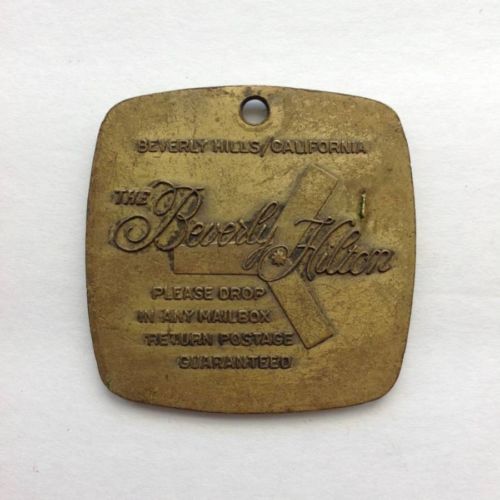 BEVERLY HILLS/CALIFORNIA
THE Beverly Hilton
PLEASE DROP
IN ANY MAILBOX
RETURN POSTAGE
GUARANTEED